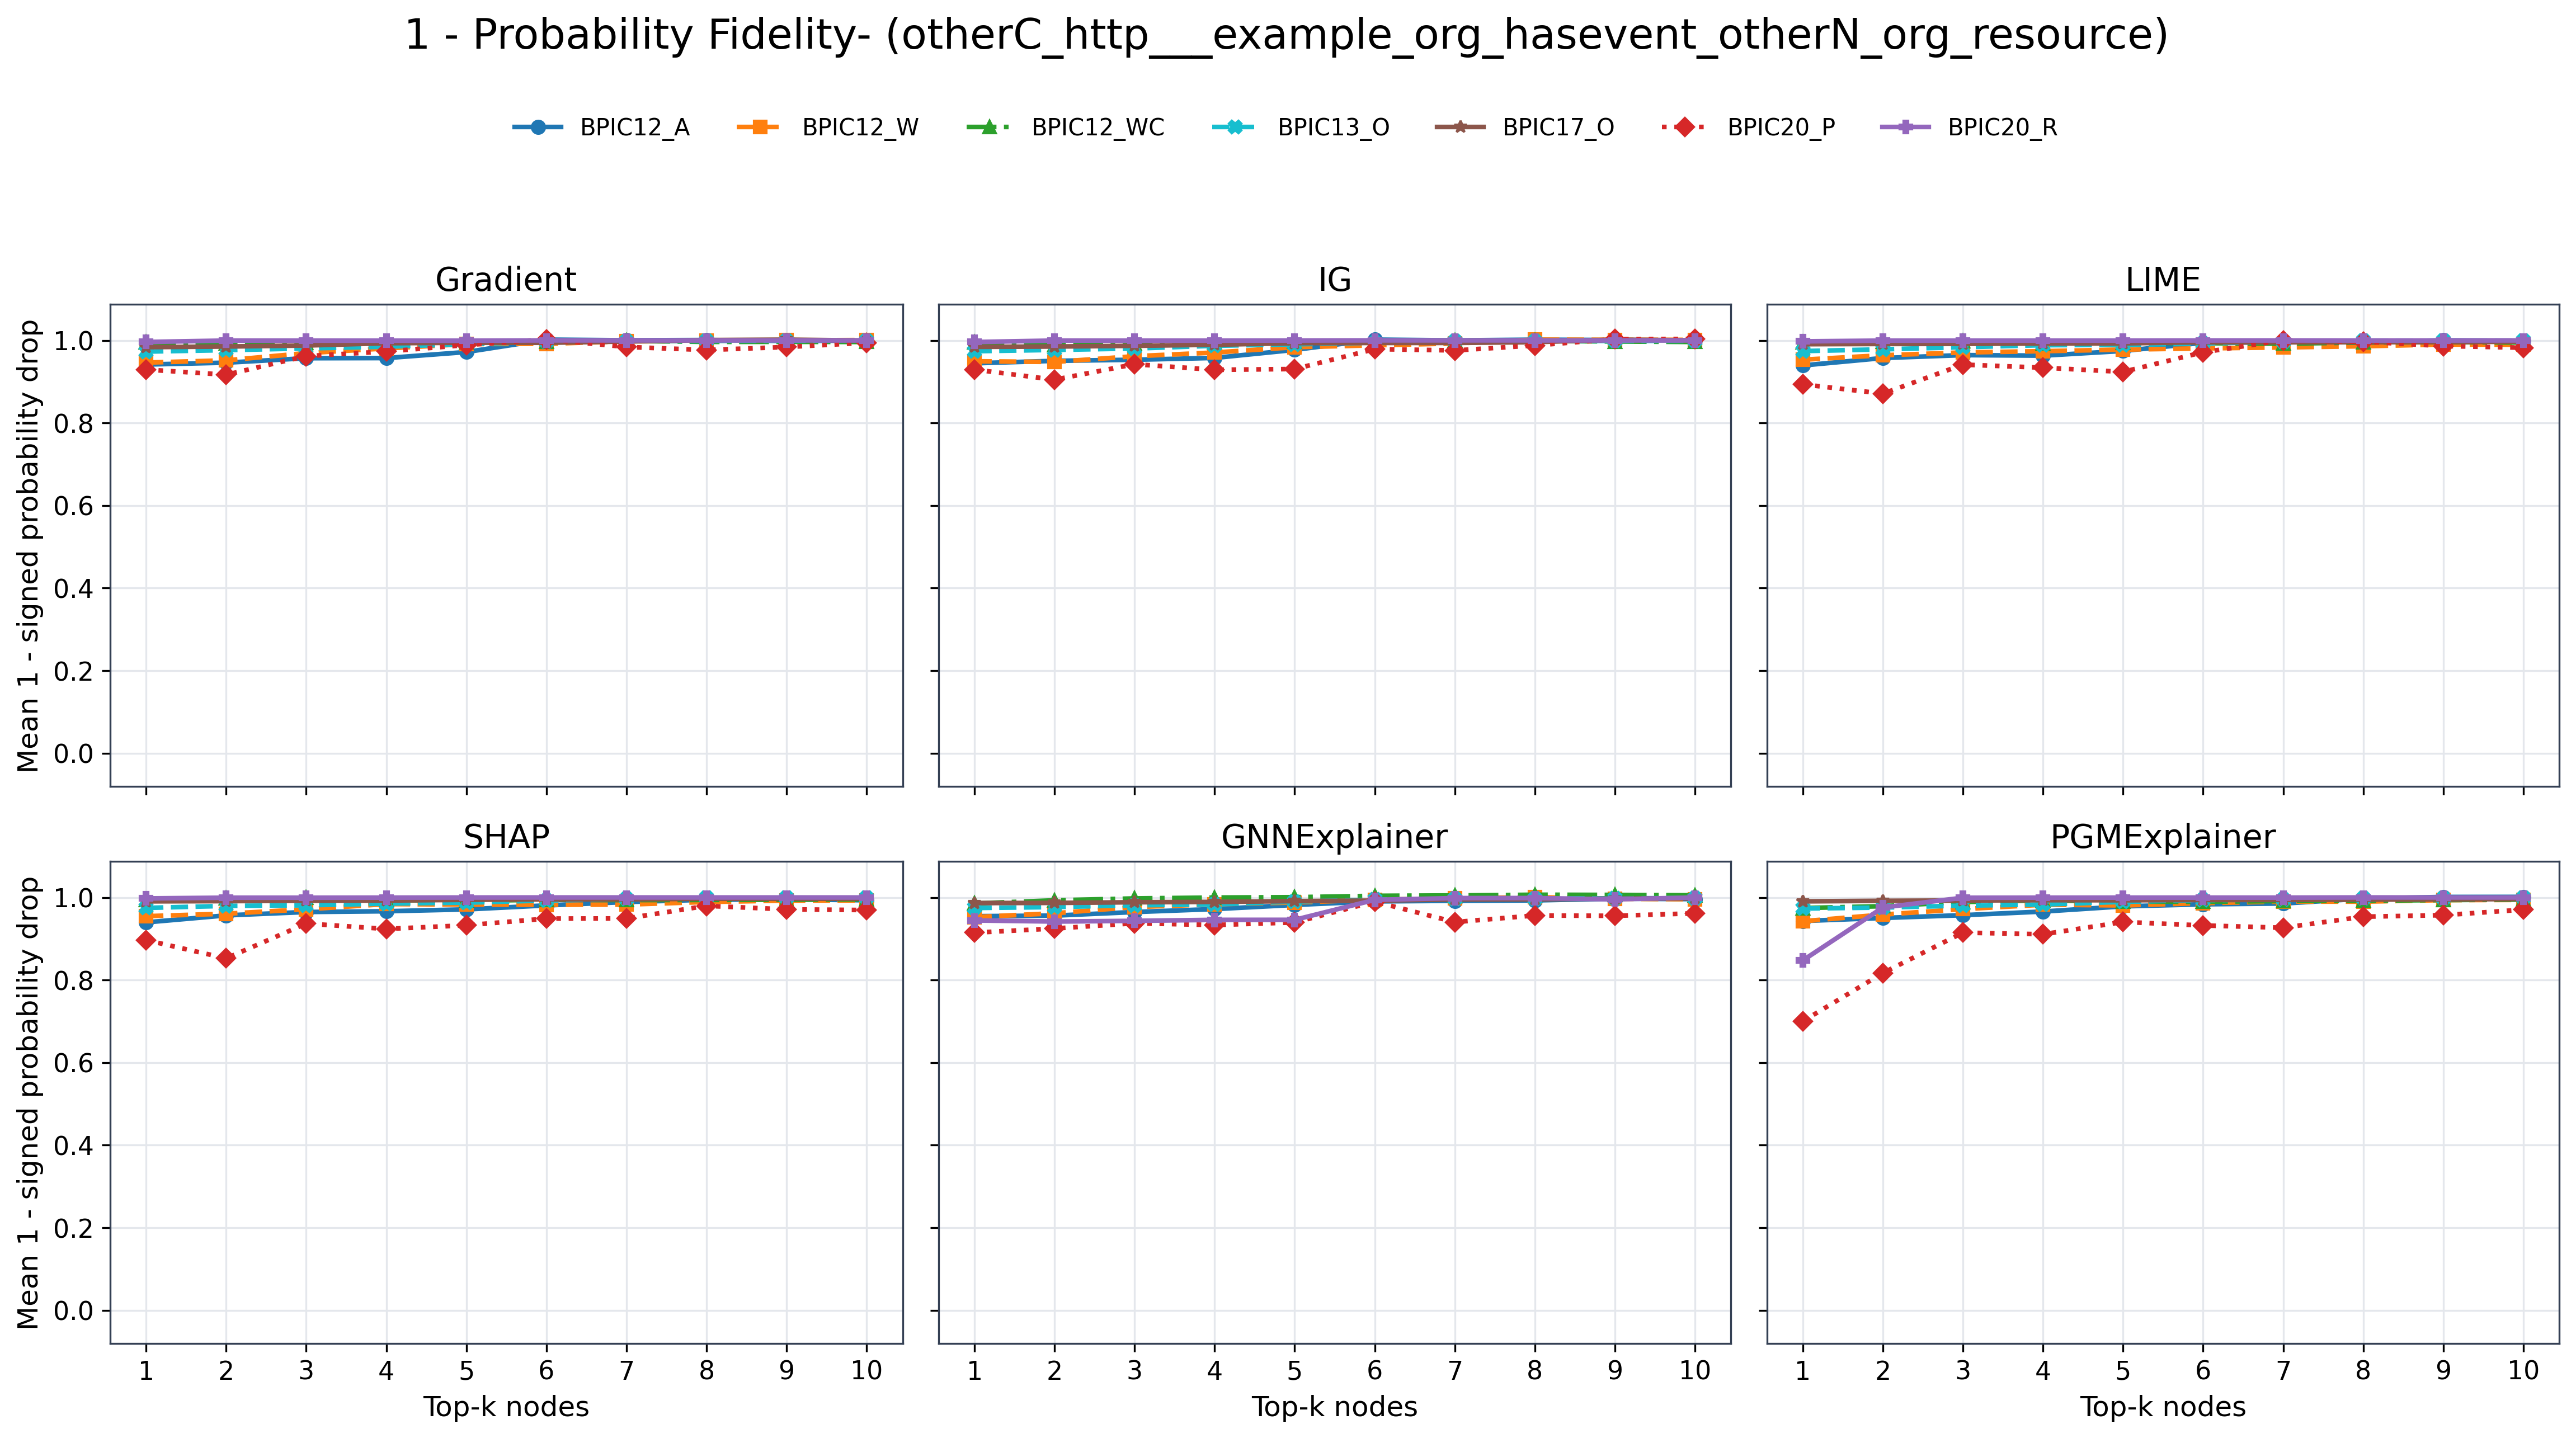 1 - Probability Fidelity- (otherC_http___example_org_hasevent_otherN_org_resource)
BPIC12_A BPIC12_W BPIC12_WC BPIC13_O BPIC17_O BPIC20_P BPIC20_R
Gradient IG LIME
Mean 1 - signed probability drop
1.0
0.8
0.6
0.4
0.2
0.0
SHAP GNNExplainer PGMExplainer
Mean 1 - signed probability drop
1.0
0.8
0.6
0.4
0.2
0.0
1 2 3 4 5 6 7 8 9 10 1 2 3 4 5 6 7 8 9 10 1 2 3 4 5 6 7 8 9 10
Top-k nodes Top-k nodes Top-k nodes